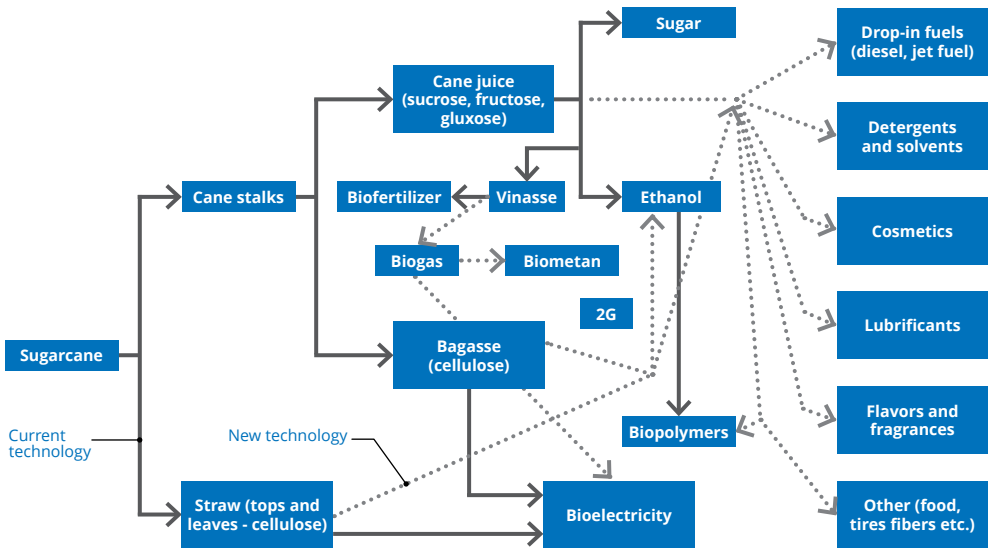 Sugar
Drop-in fuels
(diesel, jet fuel)
Cane juice
(sucrose, fructose,
gluxose)
Detergents
and solvents
Cane stalks
Biofertilizer
Vinasse
Ethanol
Cosmetics
Biogas
Biometan
2G
Lubrificants
Sugarcane
Bagasse
(cellulose)
Flavors and
fragrances
Biopolymers
Current
technology
New technology
Straw (tops and
leaves - cellulose)
Bioelectricity
Other (food,
tires fibers etc.)